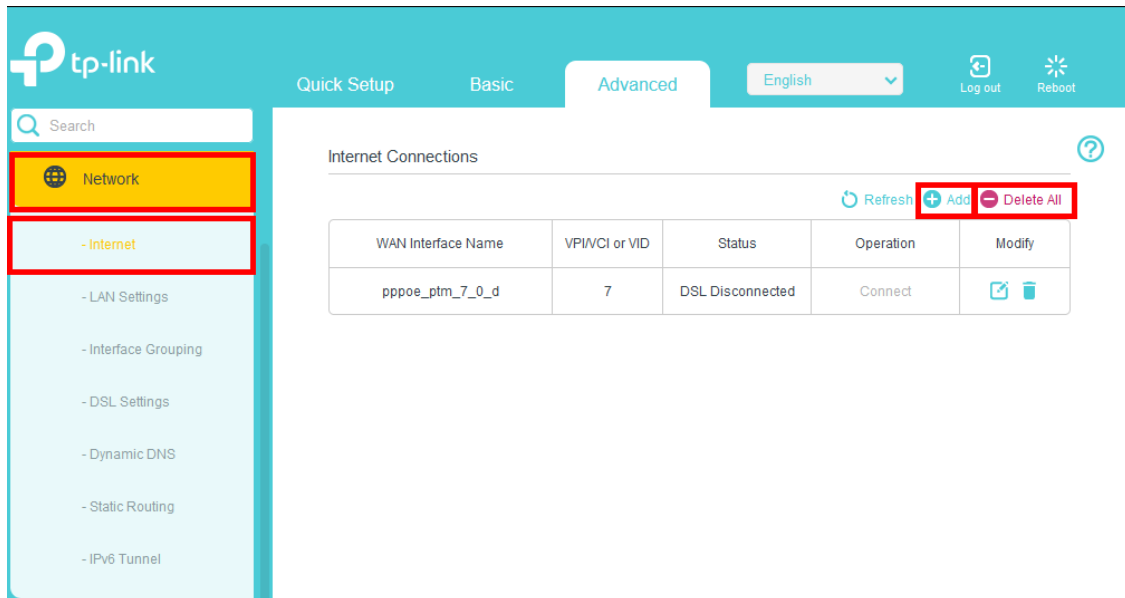 tp-link
Quick Setup Basic Advanced English Log out Reboot
Search
Network
- Internet
- LAN Settings
- Interface Grouping
- DSL Settings
- Dynamic DNS
- Static Routing
- IPv6 Tunnel
Internet Connections
?
Refresh Add Delete All
WAN Interface Name VPI/VCI or VID Status Operation Modify
pppoe_ptm_7_0_d 7 DSL Disconnected Connect